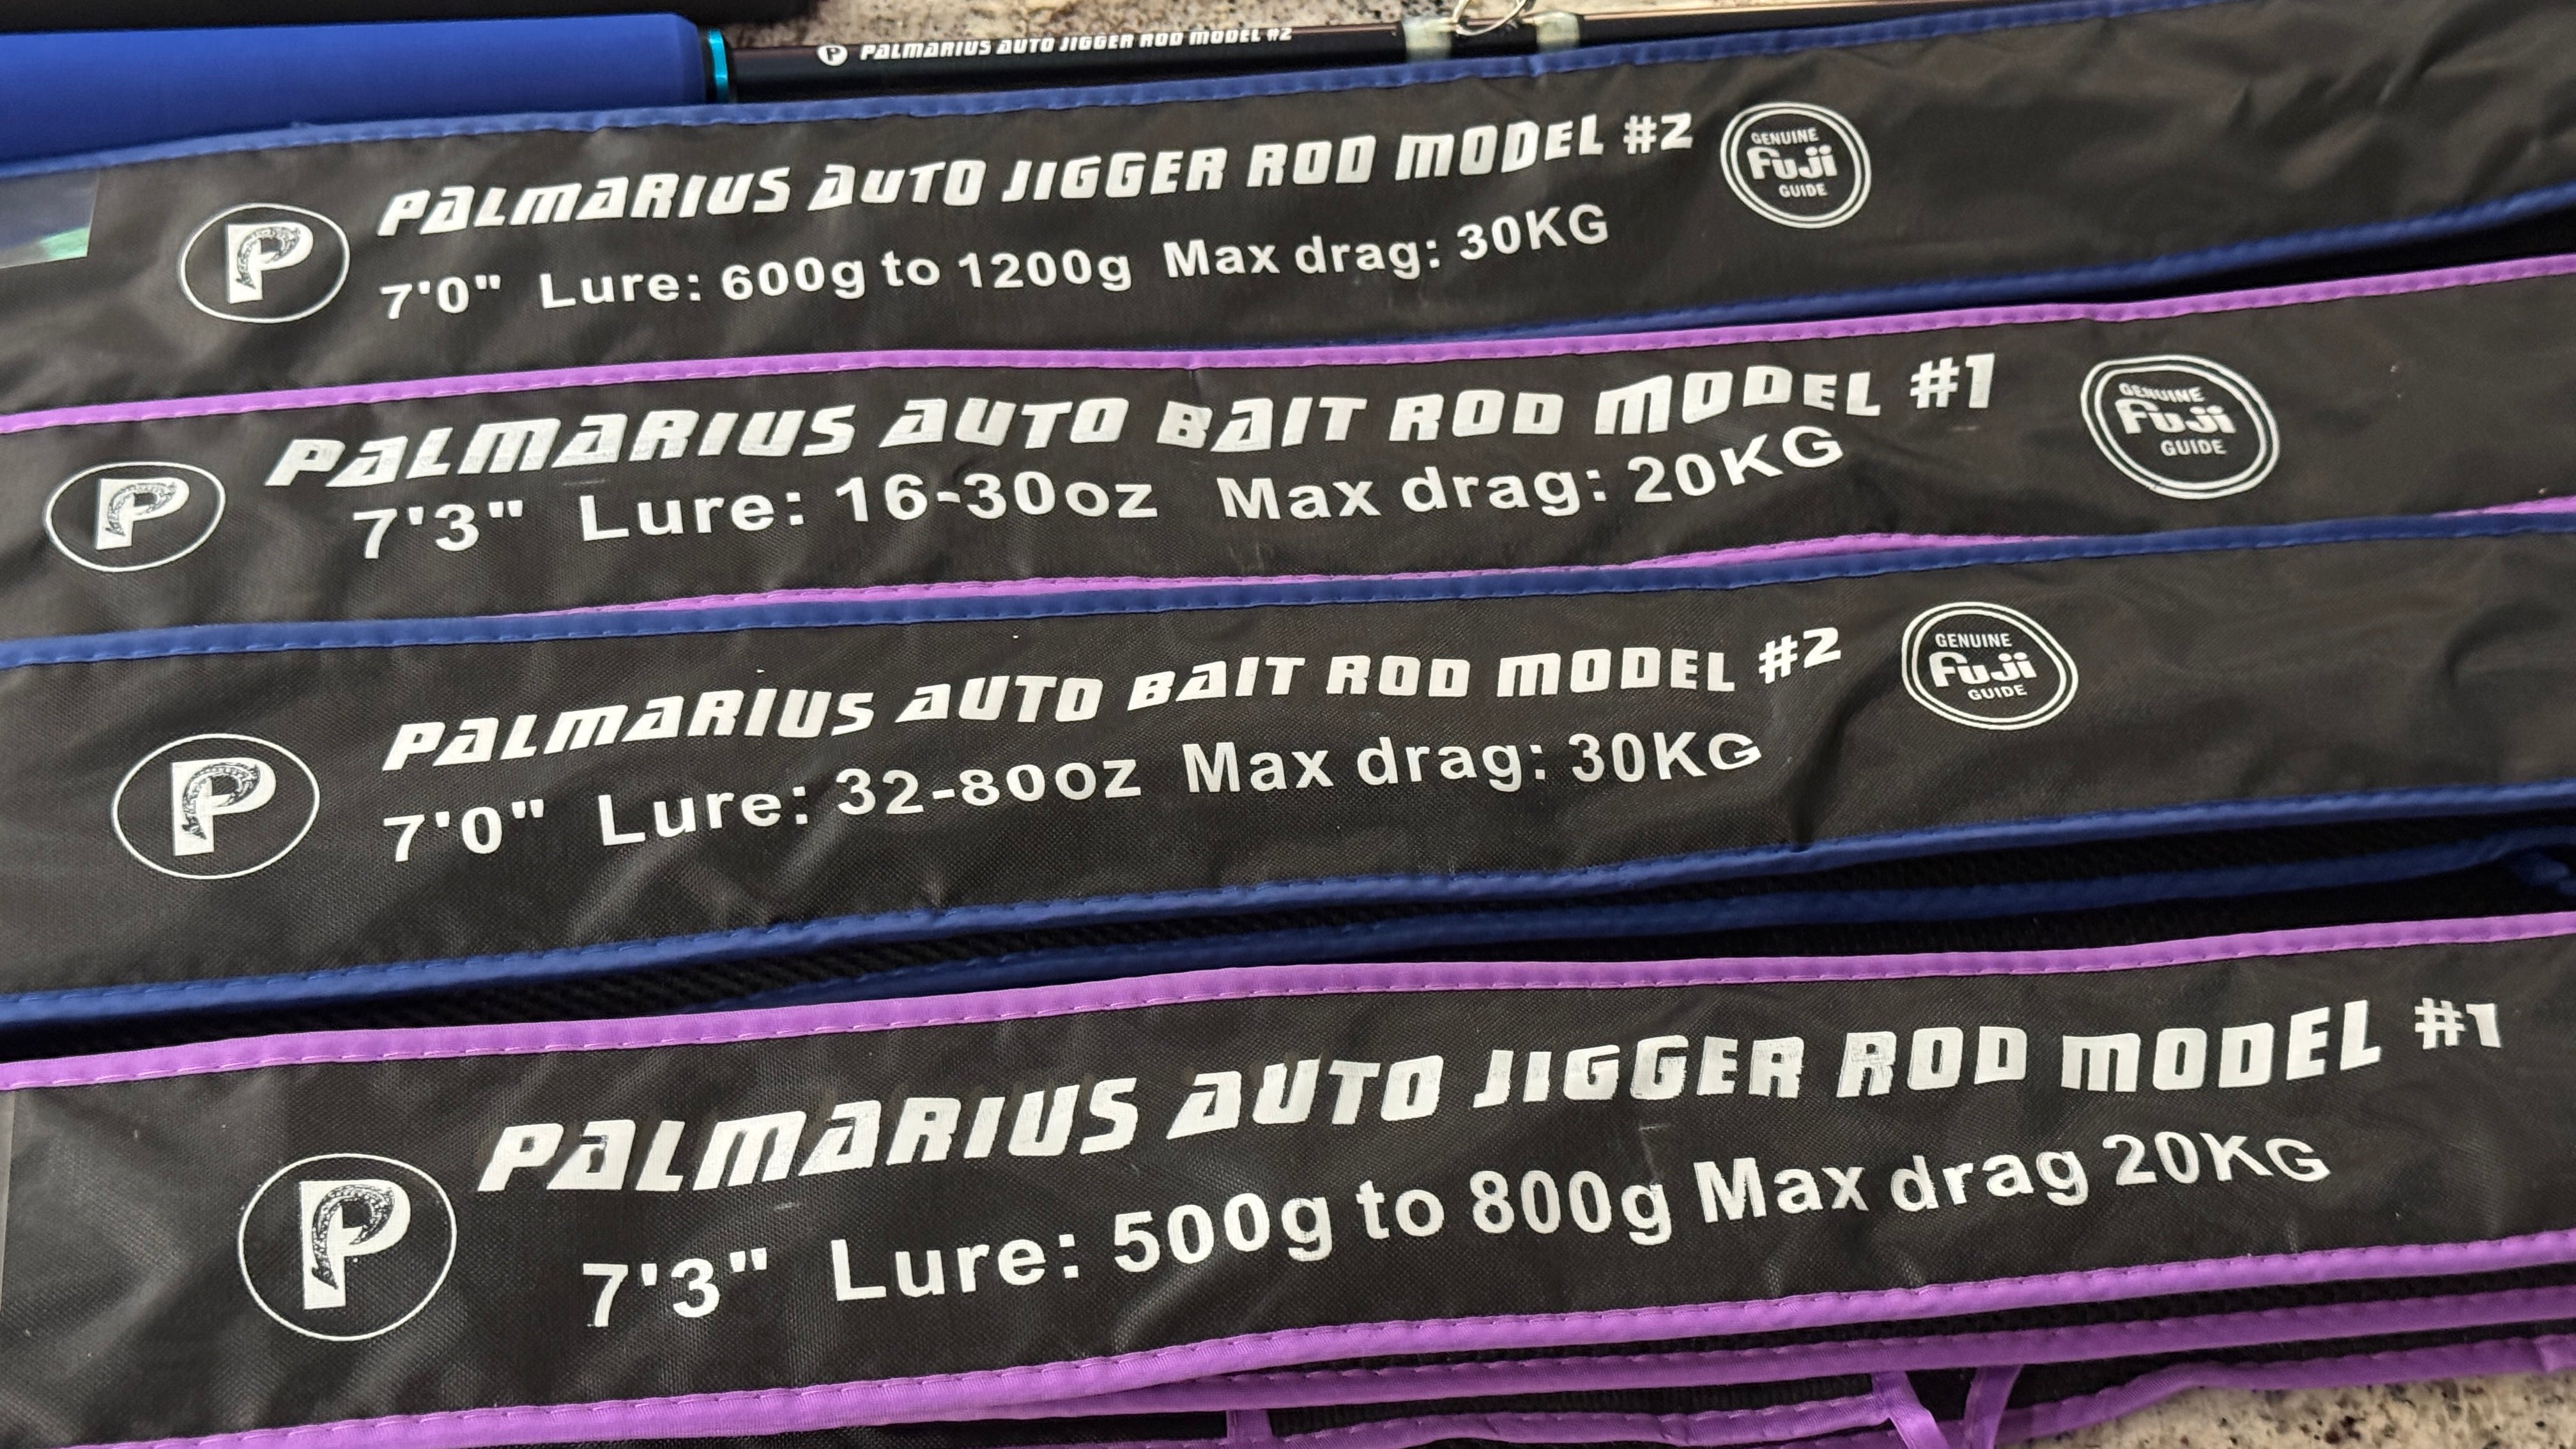 P PALMARIUS AUTO JIGGER ROD MODEL #2
PALMARIUS AUTO JIGGER ROD MODEL #2
7'0" Lure: 600g to 1200g Max drag: 30KG
P
GENUINE
Fuji
GUIDE
PALMARIUS AUTO BAIT ROD MODEL #1
7'3" Lure: 16-30oz Max drag: 20KG
P
GENUINE
Fuji
GUIDE
PALMARIUS AUTO BAIT ROD MODEL #2
7'0" Lure: 32-80oz Max drag: 30KG
P
GENUINE
Fuji
GUIDE
PALMARIUS AUTO JIGGER ROD MODEL #1
7'3" Lure: 500g to 800g Max drag 20KG
P